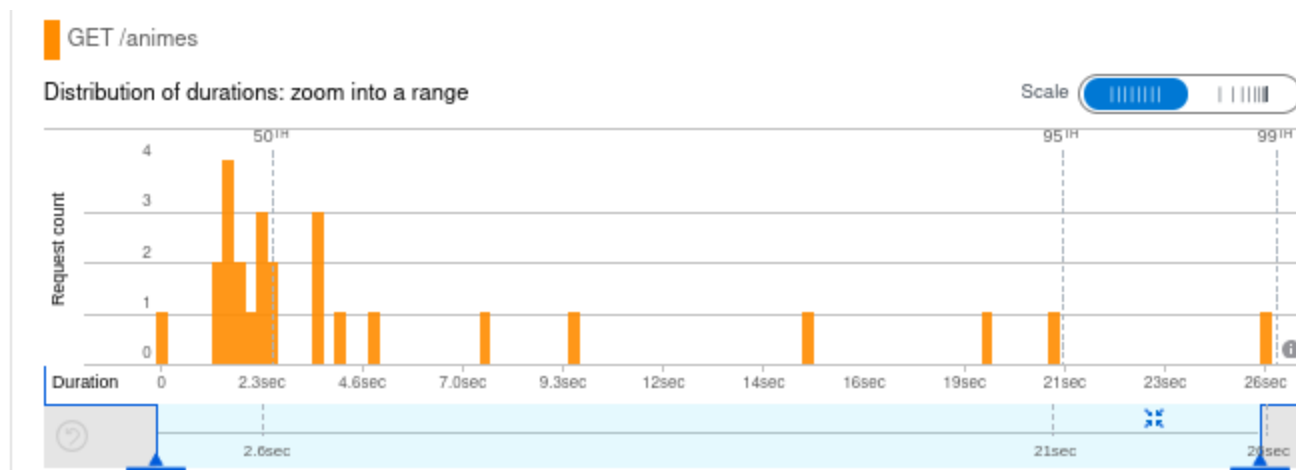 GET /animes
Distribution of durations: zoom into a range
Scale
50TH 95TH 99TH
4
3
2
1
0
Request count
Duration 0 2.3sec 4.6sec 7.0sec 9.3sec 12sec 14sec 16sec 19sec 21sec 23sec 26sec
2.6sec 21sec 26sec